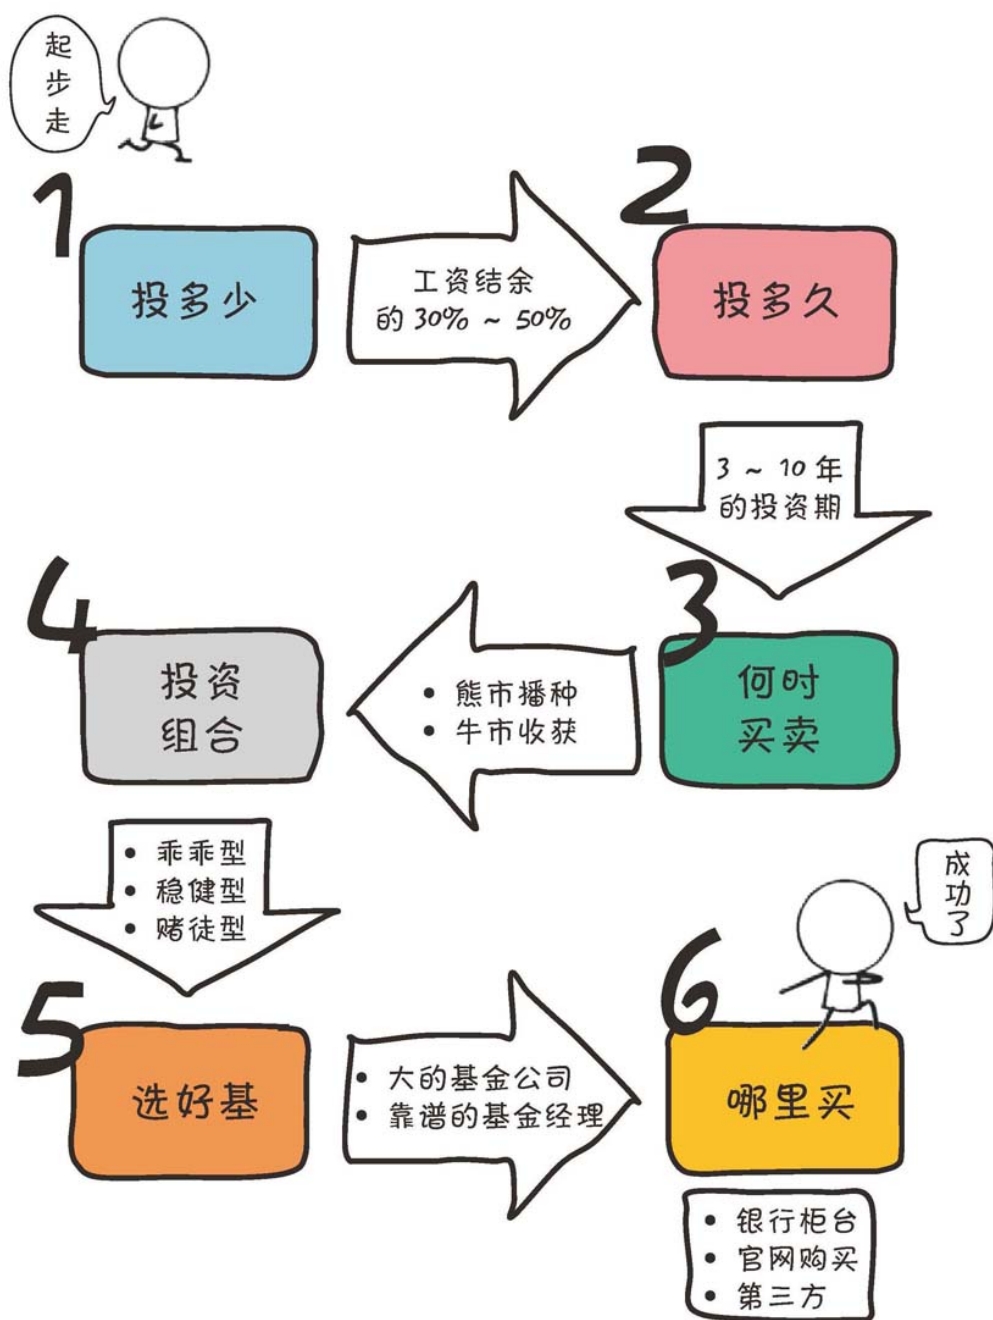 起步走
1
投多少
工资结余
的30%~50%
2
投多久
3~10年
的投资期
3
何时
买卖
• 熊市播种
• 牛市收获
4
投资
组合
• 乖乖型
• 稳健型
• 赌徒型
5
选好基
• 大的基金公司
• 靠谱的基金经理
6
哪里买
成功了
• 银行柜台
• 官网购买
• 第三方